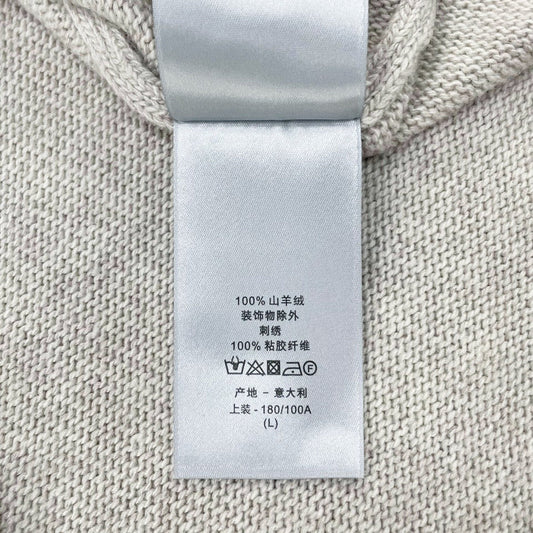 100% 山羊绒
装饰物除外
刺绣
100% 粘胶纤维
F
产地 - 意大利
上装 - 180/100A
(L)